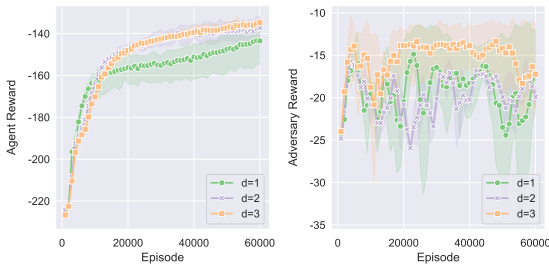 Agent Reward
-140
-160
-180
-200
-220
0
20000
40000
60000
Episode
d=1
d=2
d=3
Adversary Reward
-10
-15
-20
-25
-30
-35
0
20000
40000
60000
Episode
d=1
d=2
d=3